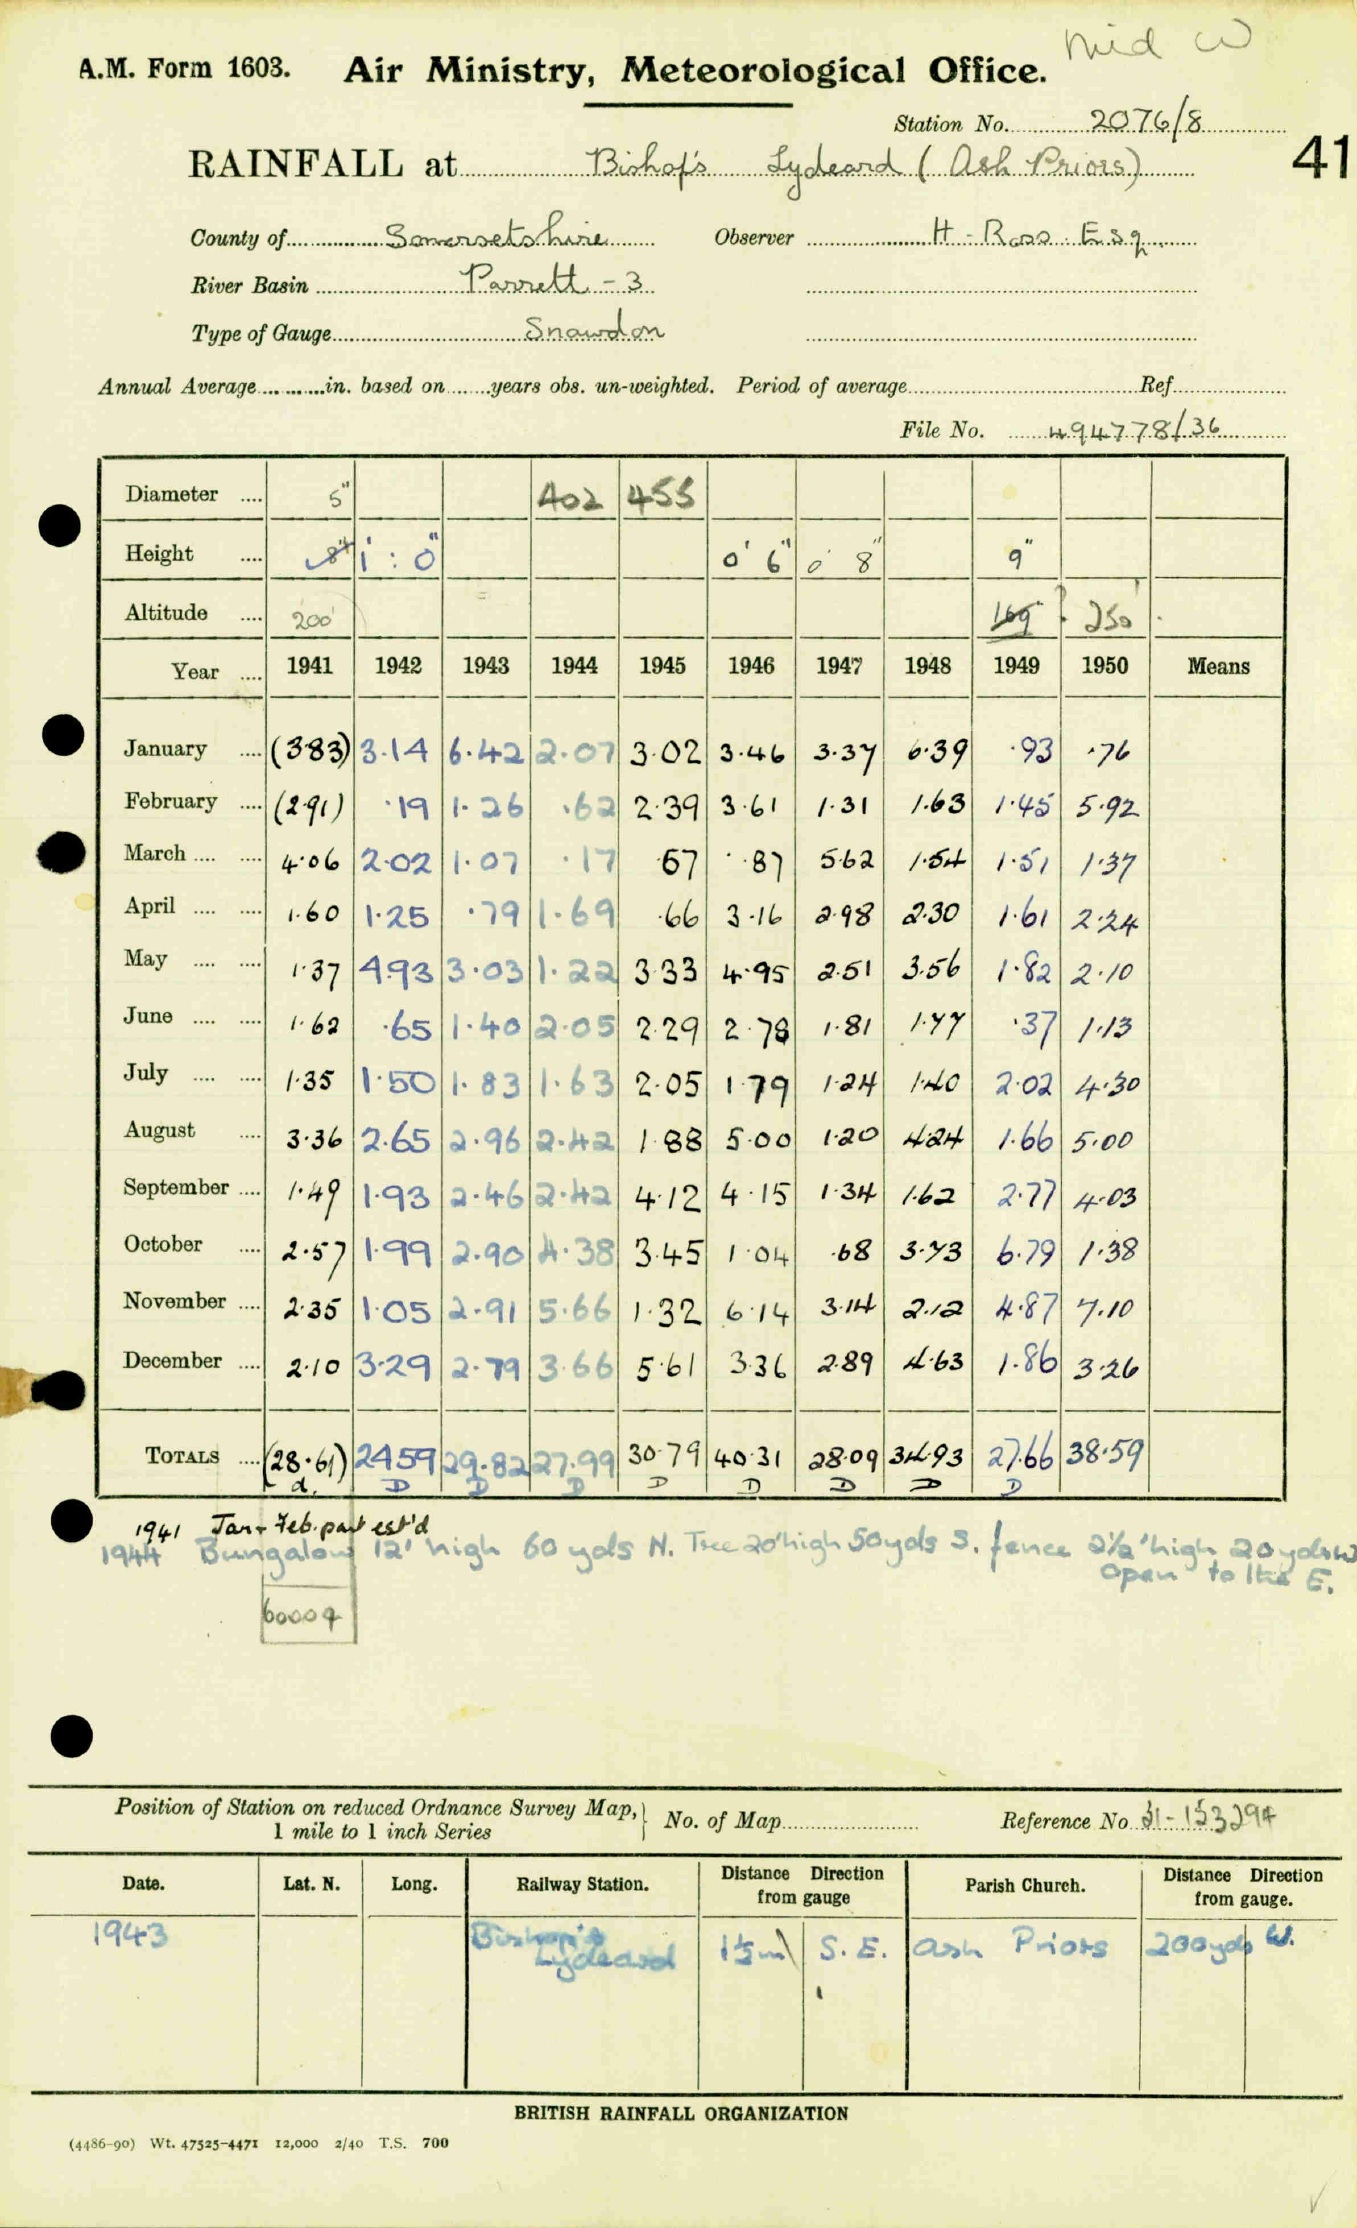 Mid W
A.M. Form 1603. Air Ministry, Meteorological Office.
Station No. 2076/8
41
RAINFALL at Bishop's Lydeard (Ash Priors)
County of Somersetshire Observer H. Ross Esq.
River Basin Parrett - 3
Type of Gauge Snowdon
Annual Average in. based on years obs. un-weighted. Period of average Ref.
File No. 494778/36
Diameter 5" 402 455
Height 8" 1' : 0" 0' 6" 0' 8" 9"
Altitude 200' 169 ? 250'
Year 1941 1942 1943 1944 1945 1946 1947 1948 1949 1950 Means
January (3.83) 3.14 6.42 2.07 3.02 3.46 3.37 6.39 .93 .76
February (2.91) .19 1.26 .62 2.39 3.61 1.31 1.63 1.45 5.92
March 4.06 2.02 1.07 .17 .67 .87 5.62 1.54 1.51 1.37
April 1.60 1.25 .79 1.69 .66 3.16 2.98 2.30 1.61 2.24
May 1.37 4.93 3.03 1.22 3.33 4.95 2.51 3.56 1.82 2.10
June 1.62 .65 1.40 2.05 2.29 2.78 1.81 1.77 .37 1.13
July 1.35 1.50 1.83 1.63 2.05 1.79 1.24 1.40 2.02 4.30
August 3.36 2.65 2.96 2.42 1.88 5.00 1.20 4.24 1.66 5.00
September 1.49 1.93 2.46 2.42 4.12 4.15 1.34 1.62 2.77 4.03
October 2.57 1.99 2.90 4.38 3.45 1.04 .68 3.73 6.79 1.38
November 2.35 1.05 2.91 5.66 1.32 6.14 3.14 2.12 4.87 7.10
December 2.10 3.29 2.79 3.66 5.61 3.36 2.89 4.63 1.86 3.26
TOTALS (28.61) 24.59 29.82 27.99 30.79 40.31 28.09 34.93 27.66 38.59
d. D D D D D D D D
1941 Jan + Feb. part est'd
1944 Bungalow 12' high 60 yds N. Tree 20' high 50 yds S. fence 2½' high 20 yds W
Open to the E.
60009
Position of Station on reduced Ordnance Survey Map,
1 mile to 1 inch Series
No. of Map Reference No 31-153294
Date. Lat. N. Long. Railway Station. Distance Direction from gauge Parish Church. Distance Direction from gauge.
1943 Bishop's Lydeard 1½ml S. E. Ash Priors 200yds W.
BRITISH RAINFALL ORGANIZATION
(4486-90) Wt. 47525-4471 12,000 2/40 T.S. 700